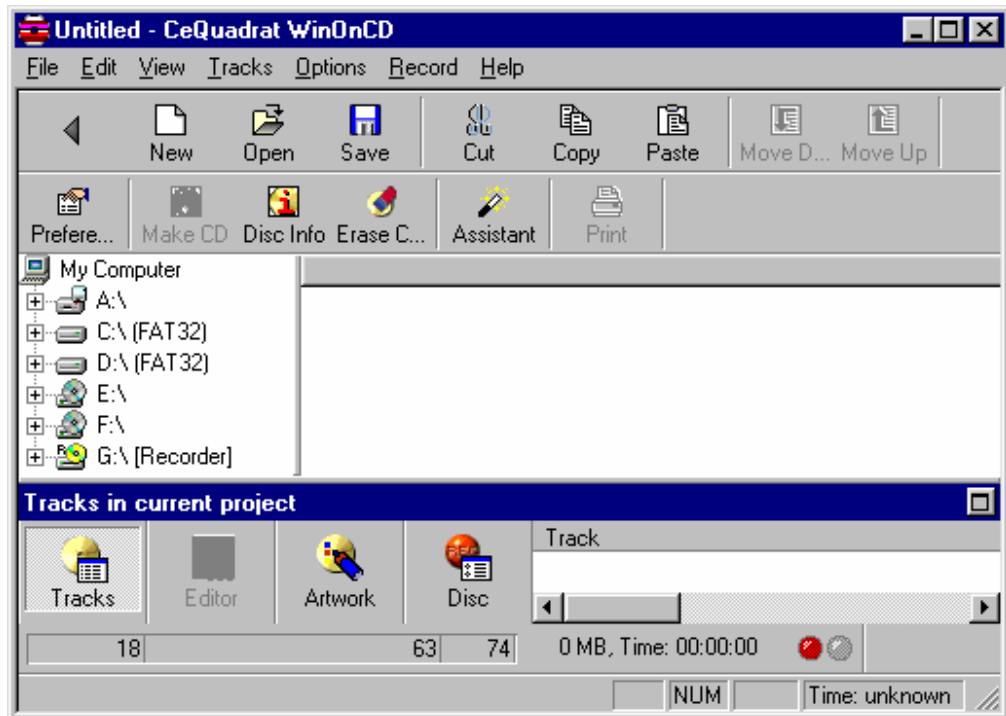 Untitled - CeQuadrat WinOnCD
File Edit View Tracks Options Record Help
New Open Save Cut Copy Paste Move D... Move Up
Prefere... Make CD Disc Info Erase C... Assistant Print
My Computer
A:\
C:\ (FAT32)
D:\ (FAT32)
E:\
F:\
G:\ [Recorder]
Tracks in current project
Track
Tracks Editor Artwork Disc
18 63 74 0 MB, Time: 00:00:00
NUM Time: unknown